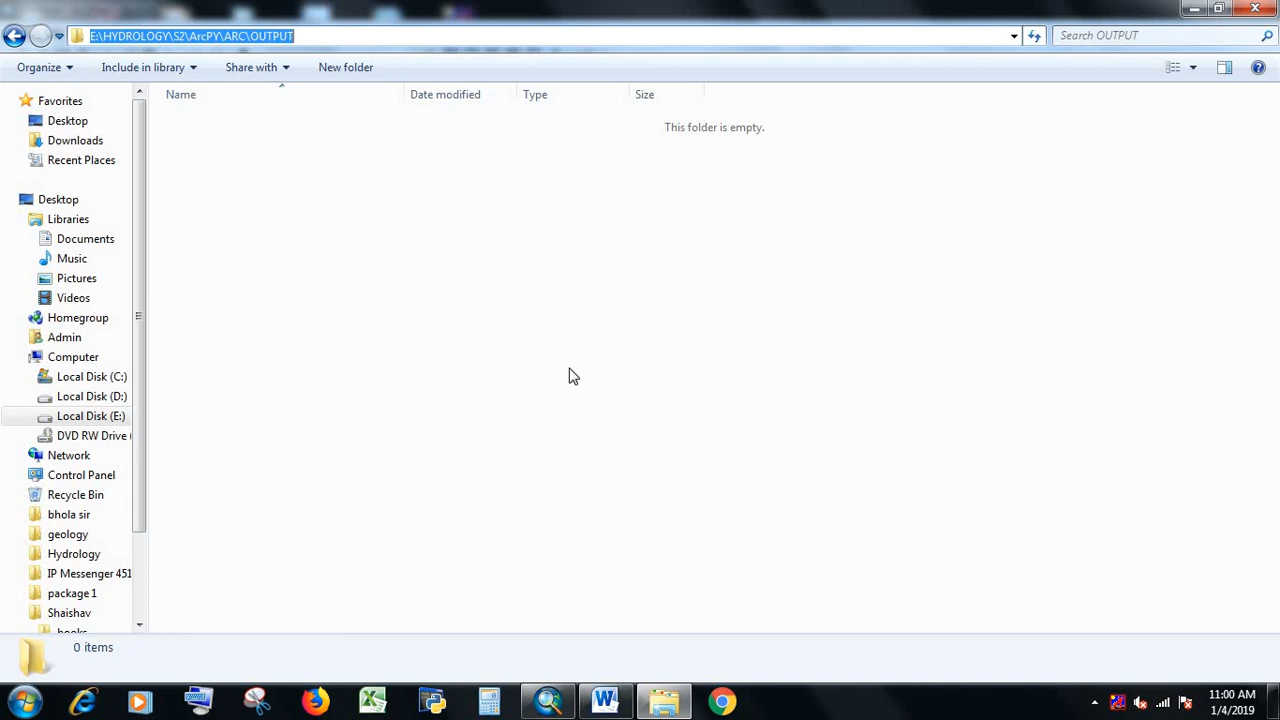 E:\HYDROLOGY\S2\ArcPY\ARC\OUTPUT
Search OUTPUT
Organize
Include in library
Share with
New folder
Name
Date modified
Type
Size
This folder is empty.
Favorites
Desktop
Downloads
Recent Places
Desktop
Libraries
Documents
Music
Pictures
Videos
Homegroup
Admin
Computer
Local Disk (C:)
Local Disk (D:)
Local Disk (E:)
DVD RW Drive (
Network
Control Panel
Recycle Bin
bhola sir
geology
Hydrology
IP Messenger 451
package 1
Shaishav
books
0 items
11:00 AM
1/4/2019